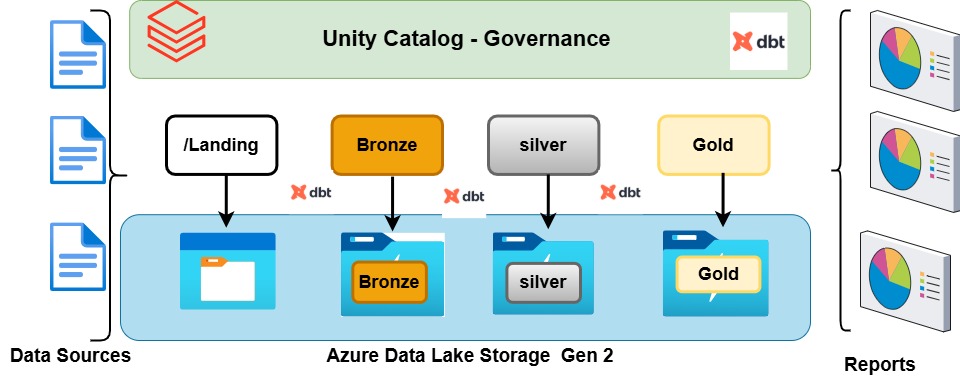 Unity Catalog - Governance
dbt
/Landing
Bronze
silver
Gold
dbt
dbt
dbt
Bronze
silver
Gold
Data Sources
Azure Data Lake Storage Gen 2
Reports